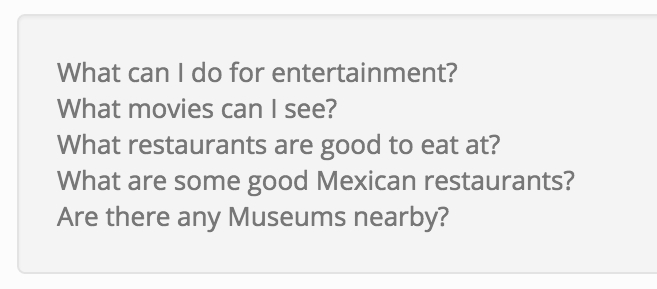 What can I do for entertainment?
What movies can I see?
What restaurants are good to eat at?
What are some good Mexican restaurants?
Are there any Museums nearby?